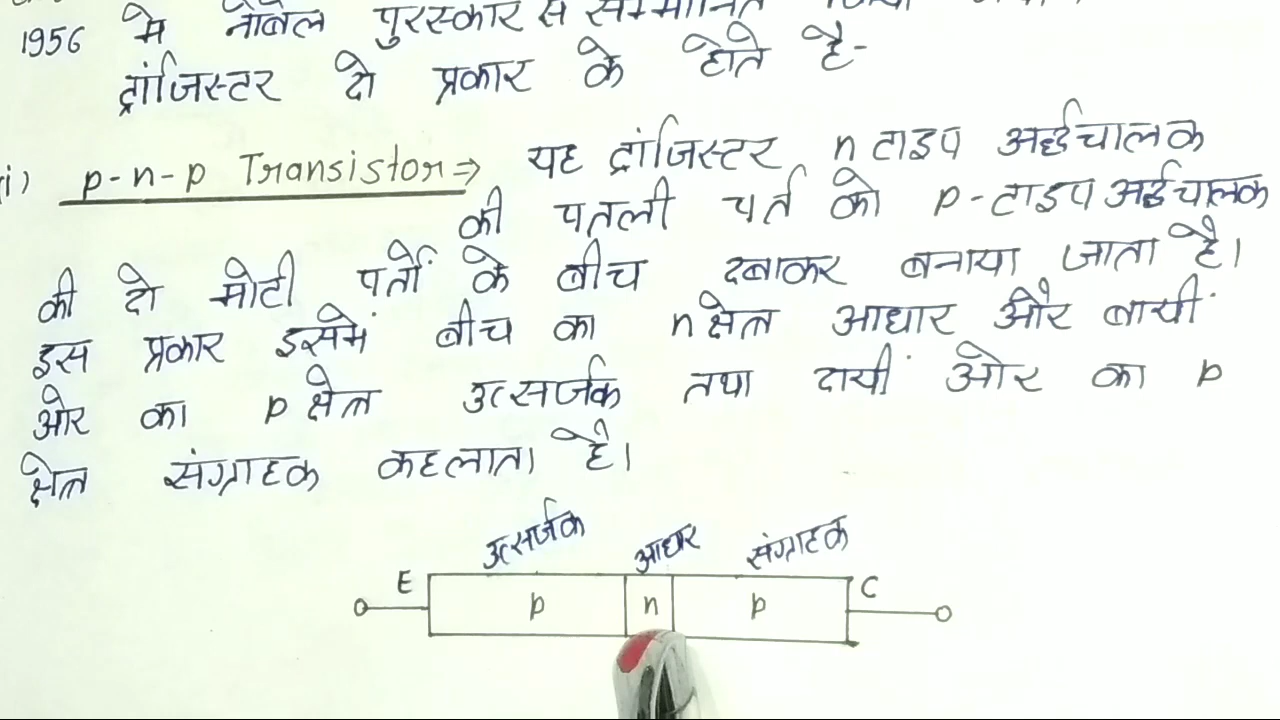 1956 मे नोबेल पुरस्कार से सम्मानित
ट्रांजिस्टर दो प्रकार के होते है-
(i) p-n-p Transistor⇒ यह ट्रांजिस्टर n टाइप अर्द्धचालक
की पतली पर्त को p-टाइप अर्द्धचालक
की दो मोटी पर्तों के बीच दबाकर बनाया जाता है।
इस प्रकार इसमें बीच का n क्षेत्र आधार और बायीं
ओर का p क्षेत्र उत्सर्जक तथा दायीं ओर का p
क्षेत्र संग्राहक कहलाता है।
उत्सर्जक आधार संग्राहक
E p n p C